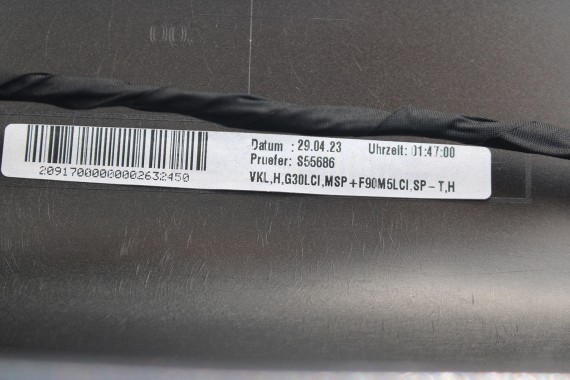 Datum : 29.04.23 Uhrzeit: 01:47:00
Pruefer: S55686
VKL,H,G30LCI,MSP+F90M5LCI,SP-T,H
20917000000002632450